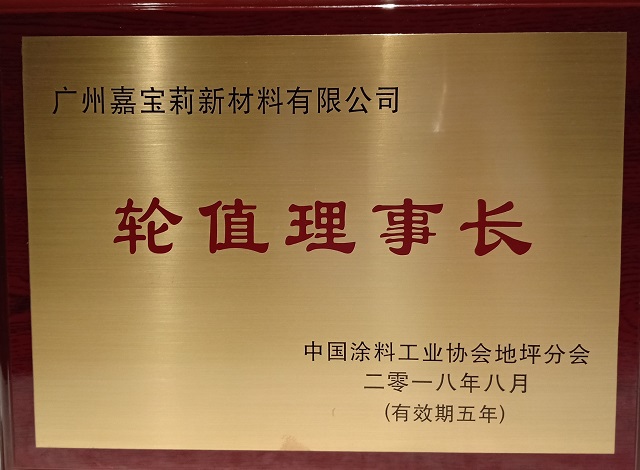 广州嘉宝莉新材料有限公司
轮值理事长
中国涂料工业协会地坪分会
二零一八年八月
(有效期五年)